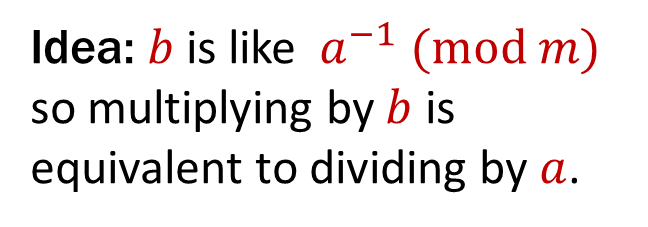 Idea: b is like a⁻¹ (mod m)
so multiplying by b is
equivalent to dividing by a.